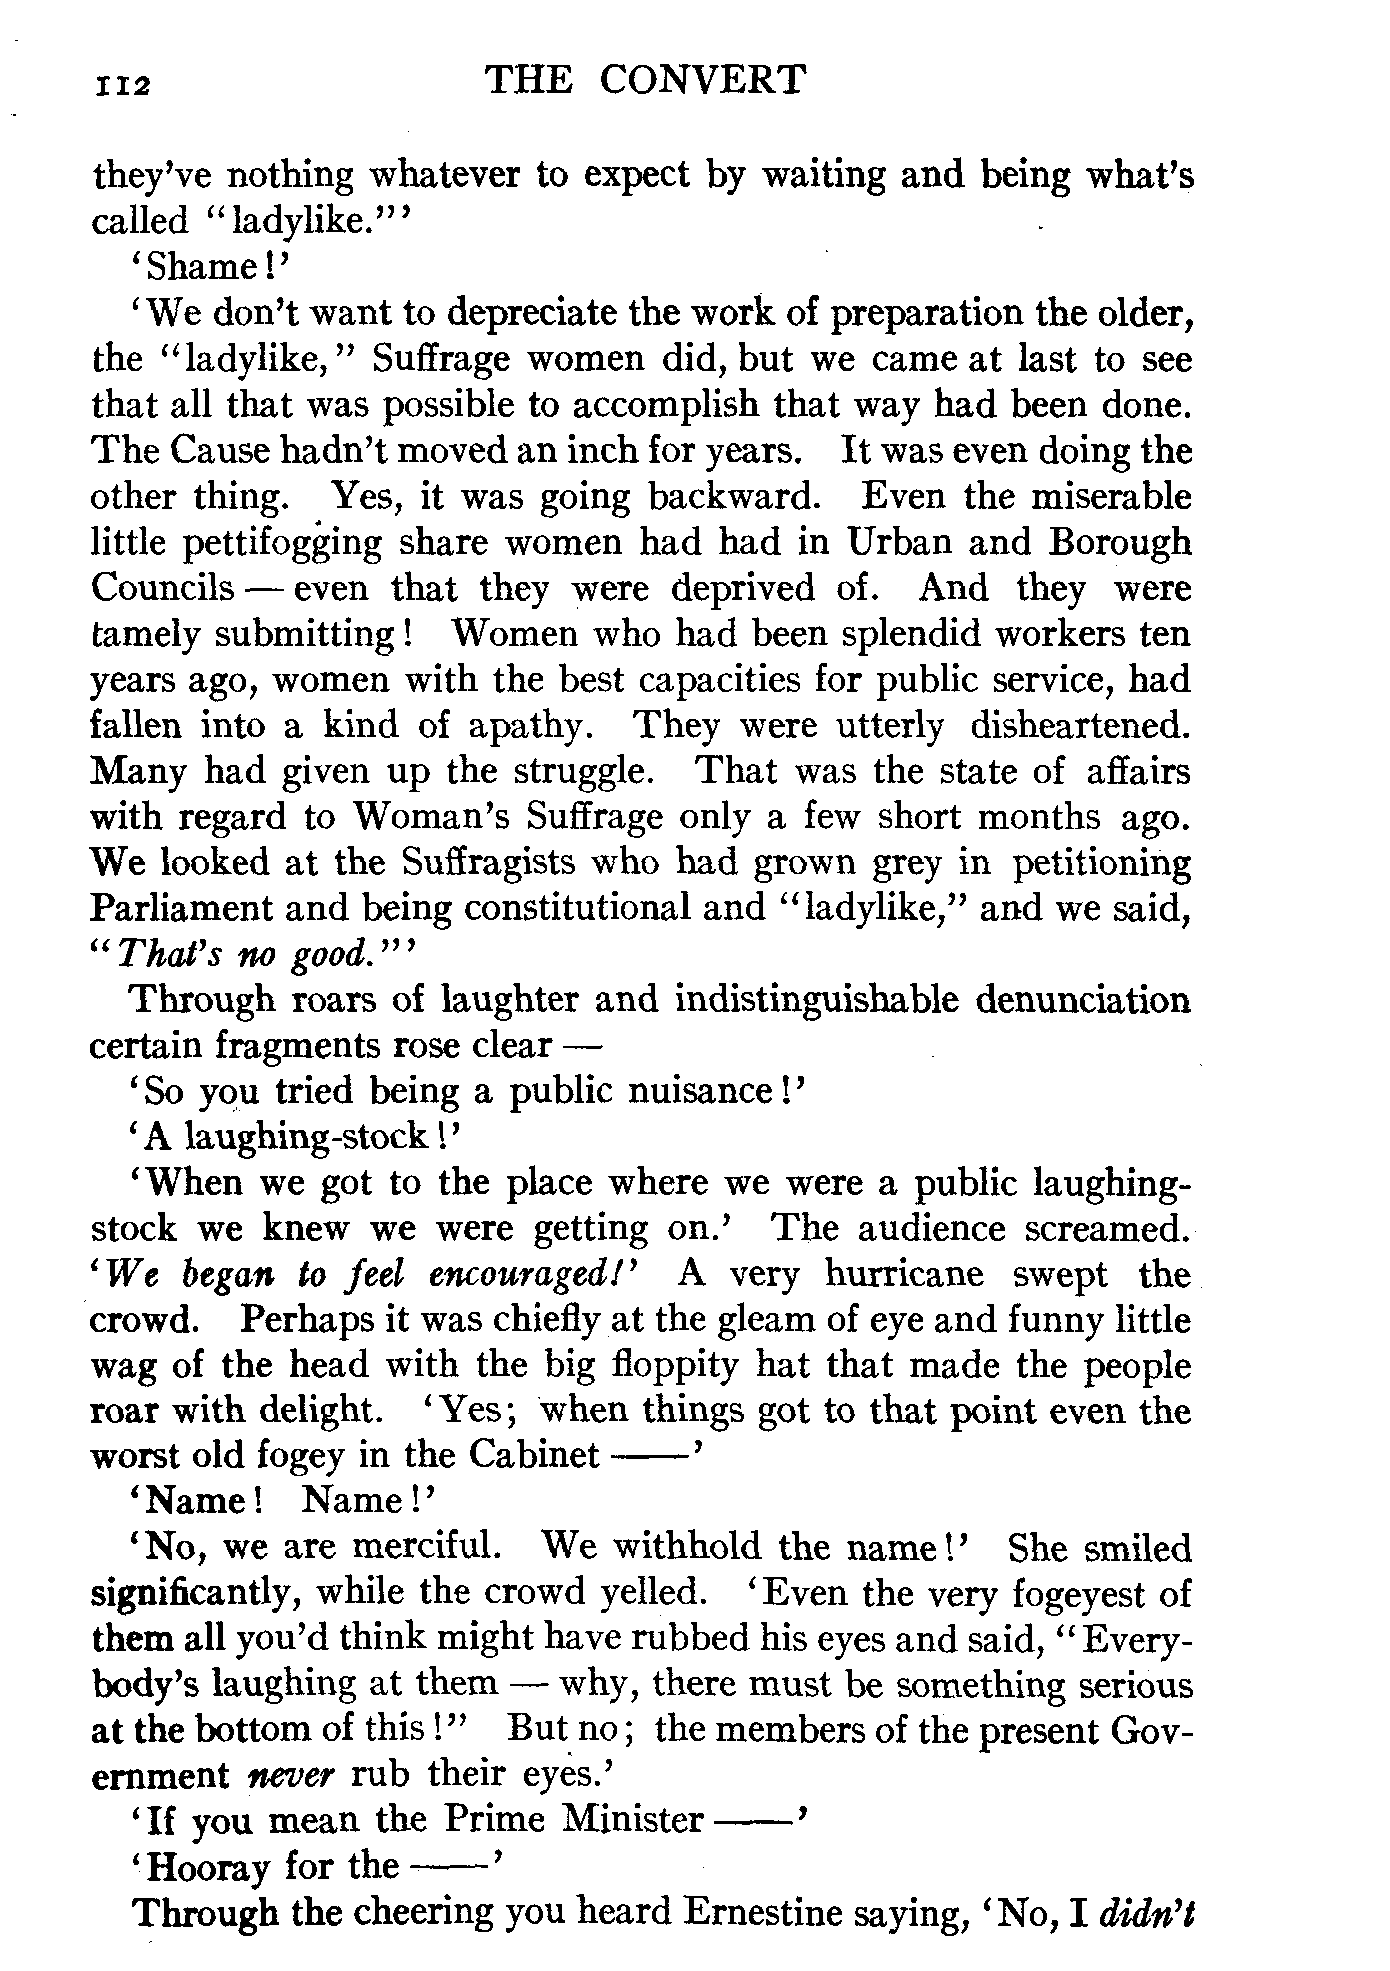 112 THE CONVERT
they've nothing whatever to expect by waiting and being what's
called "ladylike."'
'Shame!'
'We don't want to depreciate the work of preparation the older,
the "ladylike," Suffrage women did, but we came at last to see
that all that was possible to accomplish that way had been done.
The Cause hadn't moved an inch for years. It was even doing the
other thing. Yes, it was going backward. Even the miserable
little pettifogging share women had had in Urban and Borough
Councils — even that they were deprived of. And they were
tamely submitting! Women who had been splendid workers ten
years ago, women with the best capacities for public service, had
fallen into a kind of apathy. They were utterly disheartened.
Many had given up the struggle. That was the state of affairs
with regard to Woman's Suffrage only a few short months ago.
We looked at the Suffragists who had grown grey in petitioning
Parliament and being constitutional and "ladylike," and we said,
"That's no good."'
Through roars of laughter and indistinguishable denunciation
certain fragments rose clear —
'So you tried being a public nuisance!'
'A laughing-stock!'
'When we got to the place where we were a public laughing-
stock we knew we were getting on.' The audience screamed.
'We began to feel encouraged!' A very hurricane swept the
crowd. Perhaps it was chiefly at the gleam of eye and funny little
wag of the head with the big floppity hat that made the people
roar with delight. 'Yes; when things got to that point even the
worst old fogey in the Cabinet ——'
'Name! Name!'
'No, we are merciful. We withhold the name!' She smiled
significantly, while the crowd yelled. 'Even the very fogeyest of
them all you'd think might have rubbed his eyes and said, "Every-
body's laughing at them — why, there must be something serious
at the bottom of this!" But no; the members of the present Gov-
ernment never rub their eyes.'
'If you mean the Prime Minister ——'
'Hooray for the ——'
Through the cheering you heard Ernestine saying, 'No, I didn't